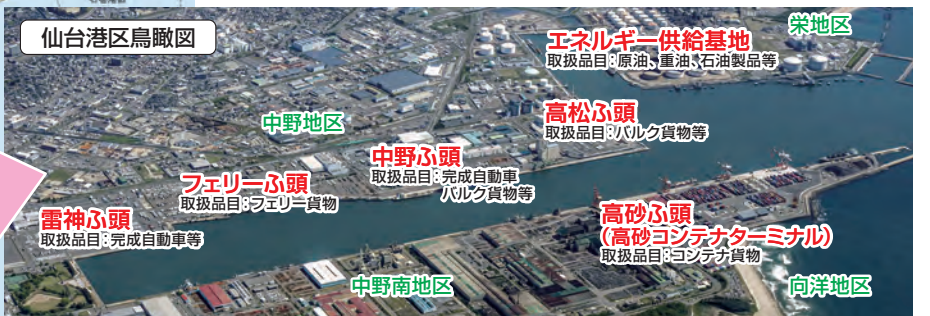 仙台港区鳥瞰図
エネルギー供給基地
取扱品目:原油、重油、石油製品等
栄地区
高松ふ頭
取扱品目:バルク貨物等
中野地区
中野ふ頭
取扱品目:完成自動車
バルク貨物等
フェリーふ頭
取扱品目:フェリー貨物
雷神ふ頭
取扱品目:完成自動車等
高砂ふ頭
(高砂コンテナターミナル)
取扱品目:コンテナ貨物
中野南地区
向洋地区